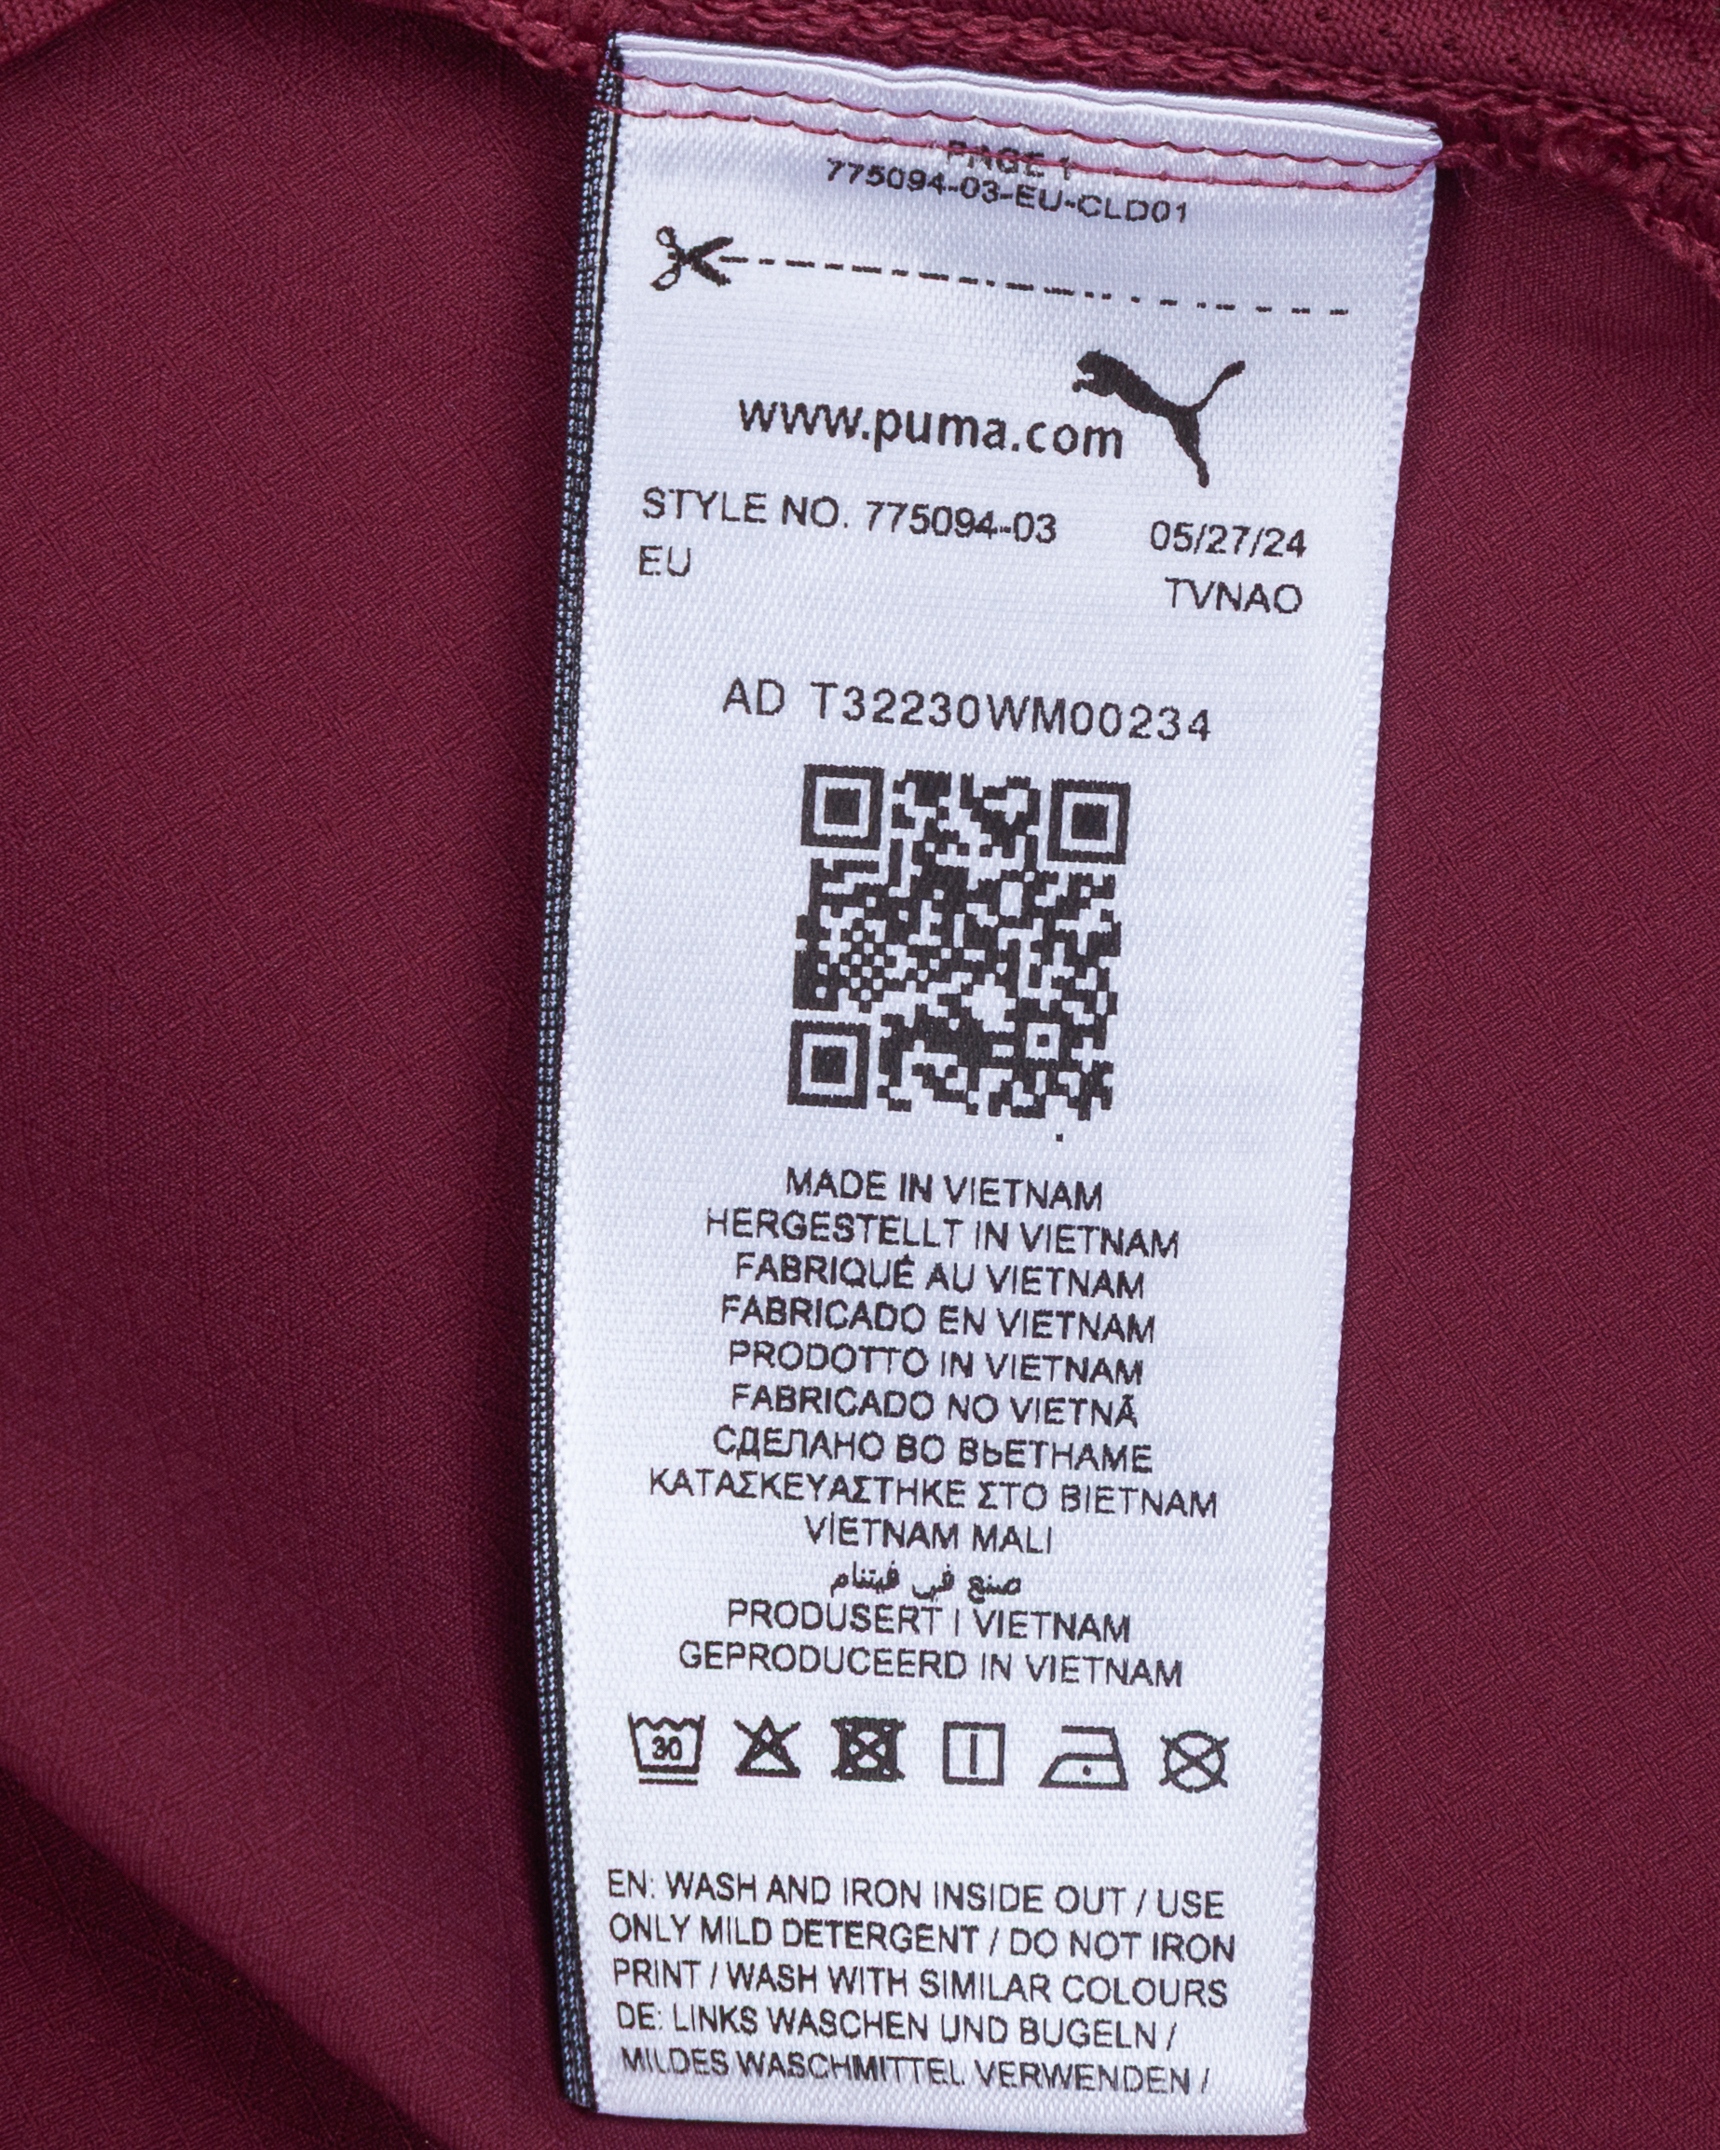 PAGE 1
775094-03-EU-CLD01
www.puma.com
STYLE NO. 775094-03 05/27/24
EU TVNAO
AD T32230WM00234
MADE IN VIETNAM
HERGESTELLT IN VIETNAM
FABRIQUÉ AU VIETNAM
FABRICADO EN VIETNAM
PRODOTTO IN VIETNAM
FABRICADO NO VIETNÃ
СДЕЛАНО ВО ВЬЕТНАМЕ
ΚΑΤΑΣΚΕΥΑΣΤΗΚΕ ΣΤΟ ΒΙΕΤΝΑΜ
VİETNAM MALI
صنع في فيتنام
PRODUSERT I VIETNAM
GEPRODUCEERD IN VIETNAM
30
EN: WASH AND IRON INSIDE OUT / USE
ONLY MILD DETERGENT / DO NOT IRON
PRINT / WASH WITH SIMILAR COLOURS
DE: LINKS WASCHEN UND BÜGELN /
MILDES WASCHMITTEL VERWENDEN /